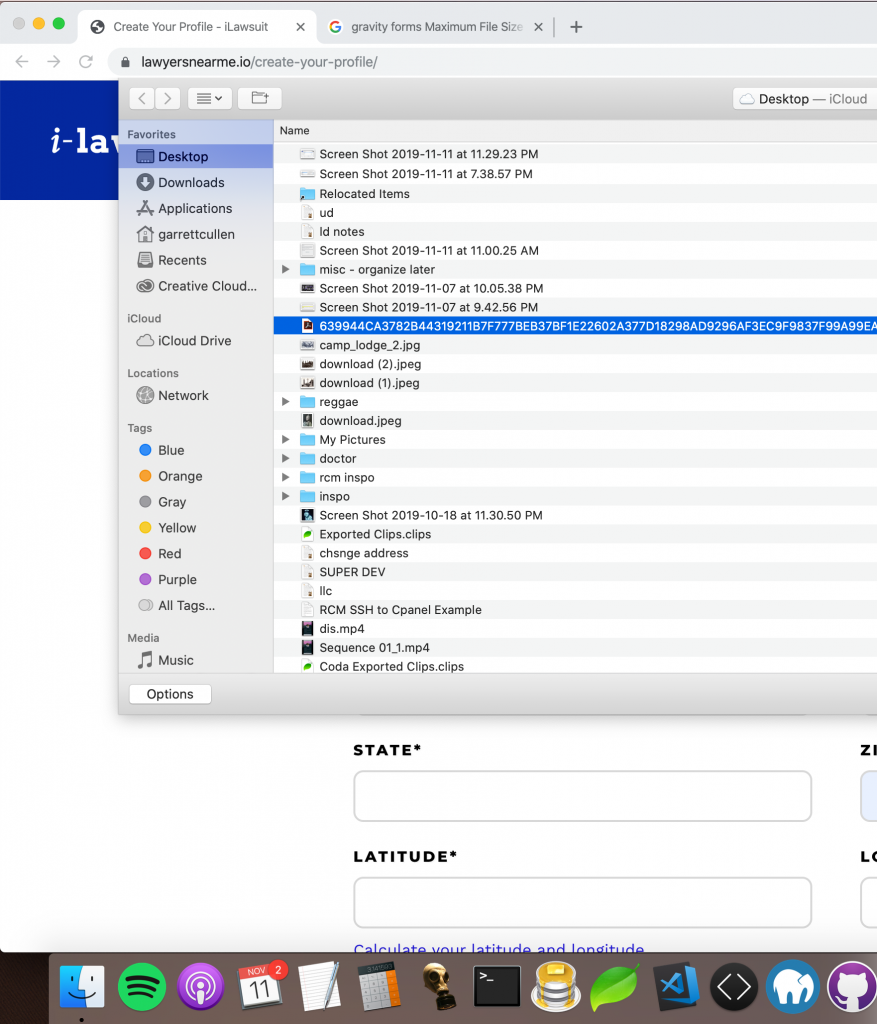 Create Your Profile - iLawsuit
gravity forms Maximum File Size
lawyersnearme.io/create-your-profile/
i-law
Desktop — iCloud
Favorites
Desktop
Downloads
Applications
garrettcullen
Recents
Creative Cloud...
iCloud
iCloud Drive
Locations
Network
Tags
Blue
Orange
Gray
Yellow
Red
Purple
All Tags...
Media
Music
Name
Screen Shot 2019-11-11 at 11.29.23 PM
Screen Shot 2019-11-11 at 7.38.57 PM
Relocated Items
ud
ld notes
Screen Shot 2019-11-11 at 11.00.25 AM
misc - organize later
Screen Shot 2019-11-07 at 10.05.38 PM
Screen Shot 2019-11-07 at 9.42.56 PM
639944CA3782B44319211B7F777BEB37BF1E22602A377D18298AD9296AF3EC9F9837F99A99EA
camp_lodge_2.jpg
download (2).jpeg
download (1).jpeg
reggae
download.jpeg
My Pictures
doctor
rcm inspo
inspo
Screen Shot 2019-10-18 at 11.30.50 PM
Exported Clips.clips
chsnge address
SUPER DEV
llc
RCM SSH to Cpanel Example
dis.mp4
Sequence 01_1.mp4
Coda Exported Clips.clips
Options
STATE*
ZI
LATITUDE*
LO
Calculate your latitude and longitude
NOV
2
11
>_